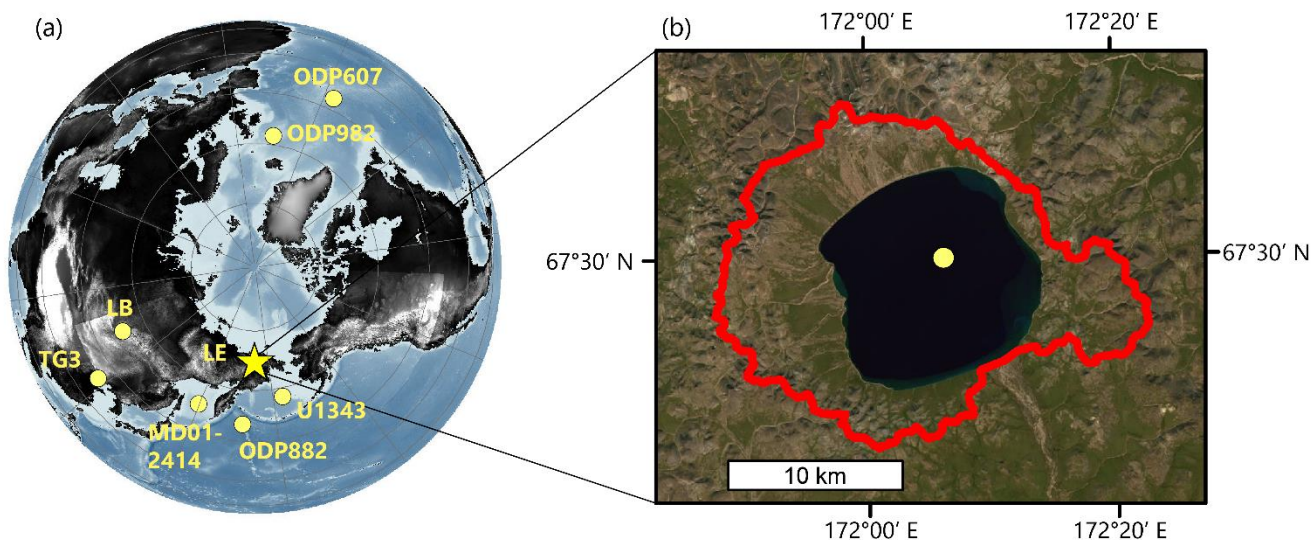 (a)
ODP607
ODP982
LB
TG3
LE
U1343
MD01-
2414
ODP882
(b)
172°00’ E
172°20’ E
67°30’ N
67°30’ N
10 km
172°00’ E
172°20’ E